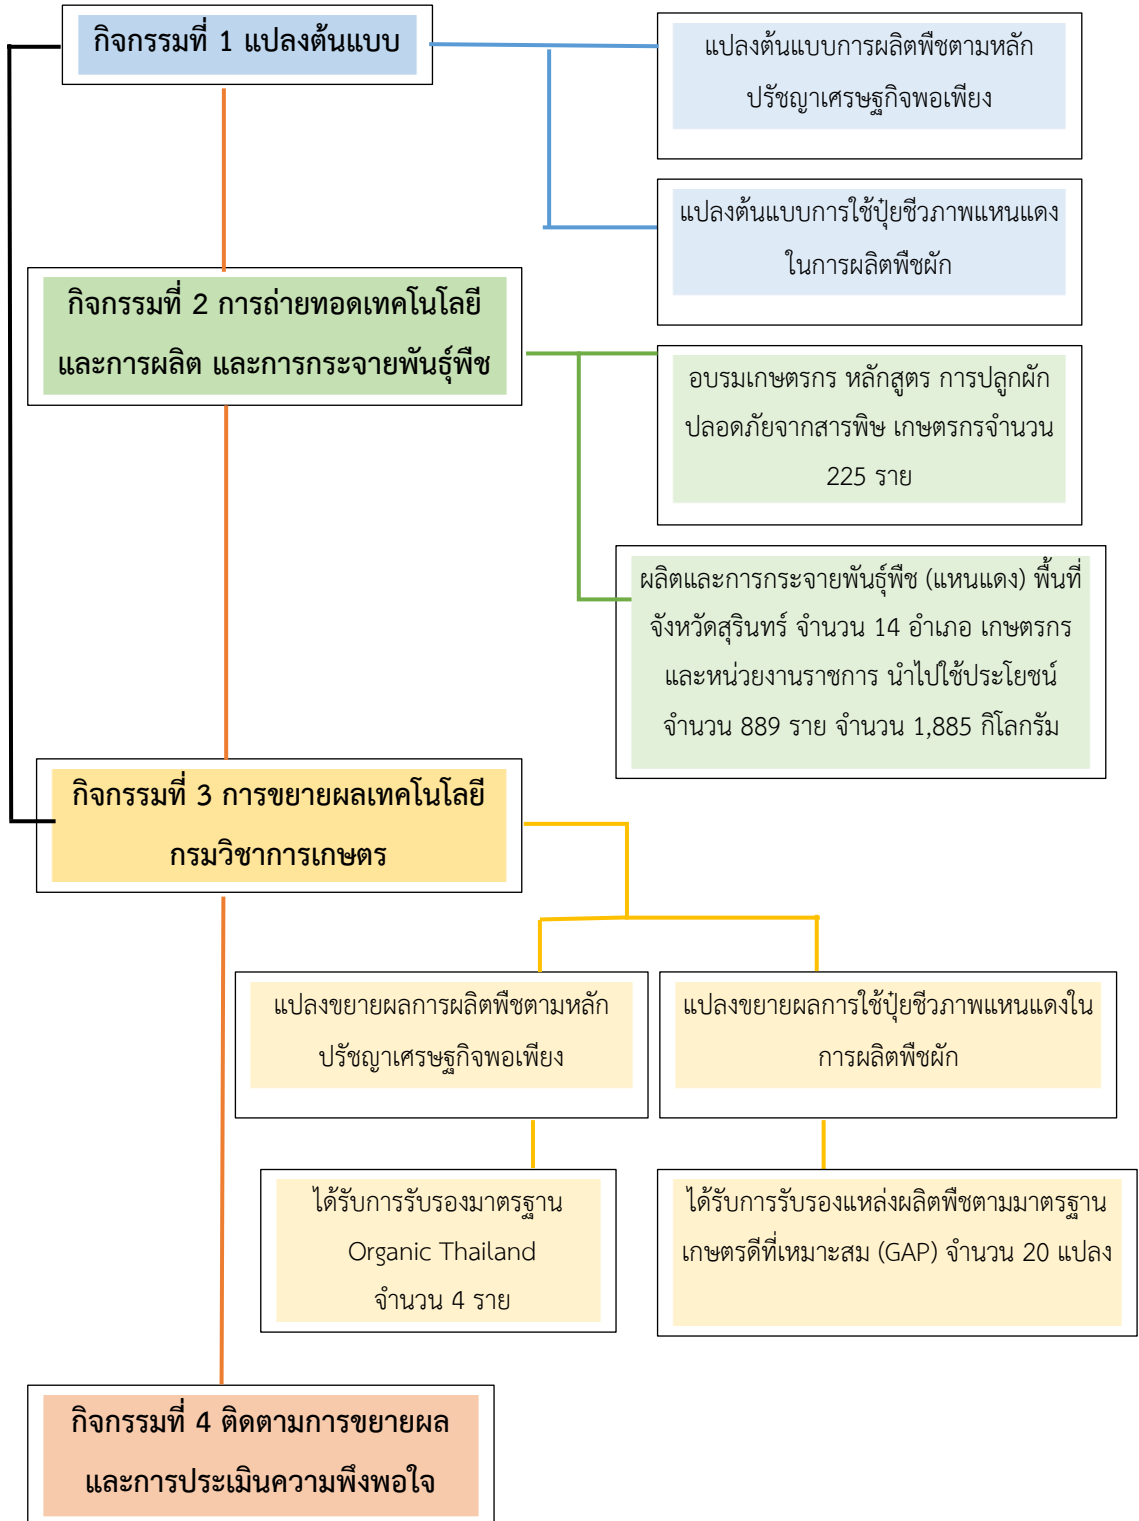 กิจกรรมที่ 1 แปลงต้นแบบ
แปลงต้นแบบการผลิตพืชตามหลัก
ปรัชญาเศรษฐกิจพอเพียง
แปลงต้นแบบการใช้ปุ๋ยชีวภาพแหนแดง
ในการผลิตพืชผัก
กิจกรรมที่ 2 การถ่ายทอดเทคโนโลยี
และการผลิต และการกระจายพันธุ์พืช
อบรมเกษตรกร หลักสูตร การปลูกผัก
ปลอดภัยจากสารพิษ เกษตรกรจำนวน
225 ราย
ผลิตและการกระจายพันธุ์พืช (แหนแดง) พื้นที่
จังหวัดสุรินทร์ จำนวน 14 อำเภอ เกษตรกร
และหน่วยงานราชการ นำไปใช้ประโยชน์
จำนวน 889 ราย จำนวน 1,885 กิโลกรัม
กิจกรรมที่ 3 การขยายผลเทคโนโลยี
กรมวิชาการเกษตร
แปลงขยายผลการผลิตพืชตามหลัก
ปรัชญาเศรษฐกิจพอเพียง
แปลงขยายผลการใช้ปุ๋ยชีวภาพแหนแดงใน
การผลิตพืชผัก
ได้รับการรับรองมาตรฐาน
Organic Thailand
จำนวน 4 ราย
ได้รับการรับรองแหล่งผลิตพืชตามมาตรฐาน
เกษตรดีที่เหมาะสม (GAP) จำนวน 20 แปลง
กิจกรรมที่ 4 ติดตามการขยายผล
และการประเมินความพึงพอใจ